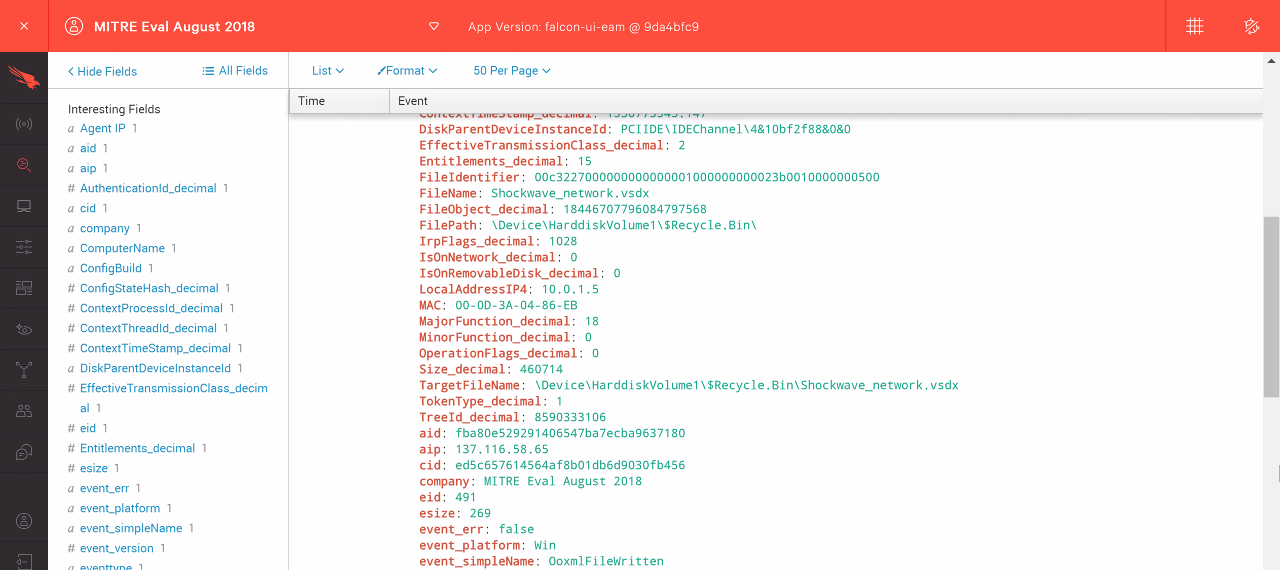 MITRE Eval August 2018
App Version: falcon-ui-eam @ 9da4bfc9
Hide Fields
All Fields
List
Format
50 Per Page
Interesting Fields
a Agent IP 1
a aid 1
a aip 1
# AuthenticationId_decimal 1
a cid 1
a company 1
a ComputerName 1
a ConfigBuild 1
# ConfigStateHash_decimal 1
# ContextProcessId_decimal 1
# ContextThreadId_decimal 1
# ContextTimeStamp_decimal 1
a DiskParentDeviceInstanceId 1
# EffectiveTransmissionClass_decim
al 1
# eid 1
# Entitlements_decimal 1
# esize 1
a event_err 1
a event_platform 1
a event_simpleName 1
# event_version 1
a eventtype 1
Time
Event
ContextTimeStamp_decimal:
DiskParentDeviceInstanceId: PCIIDE\IDEChannel\4&10bf2f88&0&0
EffectiveTransmissionClass_decimal: 2
Entitlements_decimal: 15
FileIdentifier: 00c3227000000000000001000000000023b0010000000500
FileName: Shockwave_network.vsdx
FileObject_decimal: 18446707796084797568
FilePath: \Device\HarddiskVolume1\$Recycle.Bin\
IrpFlags_decimal: 1028
IsOnNetwork_decimal: 0
IsOnRemovableDisk_decimal: 0
LocalAddressIP4: 10.0.1.5
MAC: 00-0D-3A-04-86-EB
MajorFunction_decimal: 18
MinorFunction_decimal: 0
OperationFlags_decimal: 0
Size_decimal: 460714
TargetFileName: \Device\HarddiskVolume1\$Recycle.Bin\Shockwave_network.vsdx
TokenType_decimal: 1
TreeId_decimal: 8590333106
aid: fba80e529291406547ba7ecba9637180
aip: 137.116.58.65
cid: ed5c657614564af8b01db6d9030fb456
company: MITRE Eval August 2018
eid: 491
esize: 269
event_err: false
event_platform: Win
event_simpleName: OoxmlFileWritten